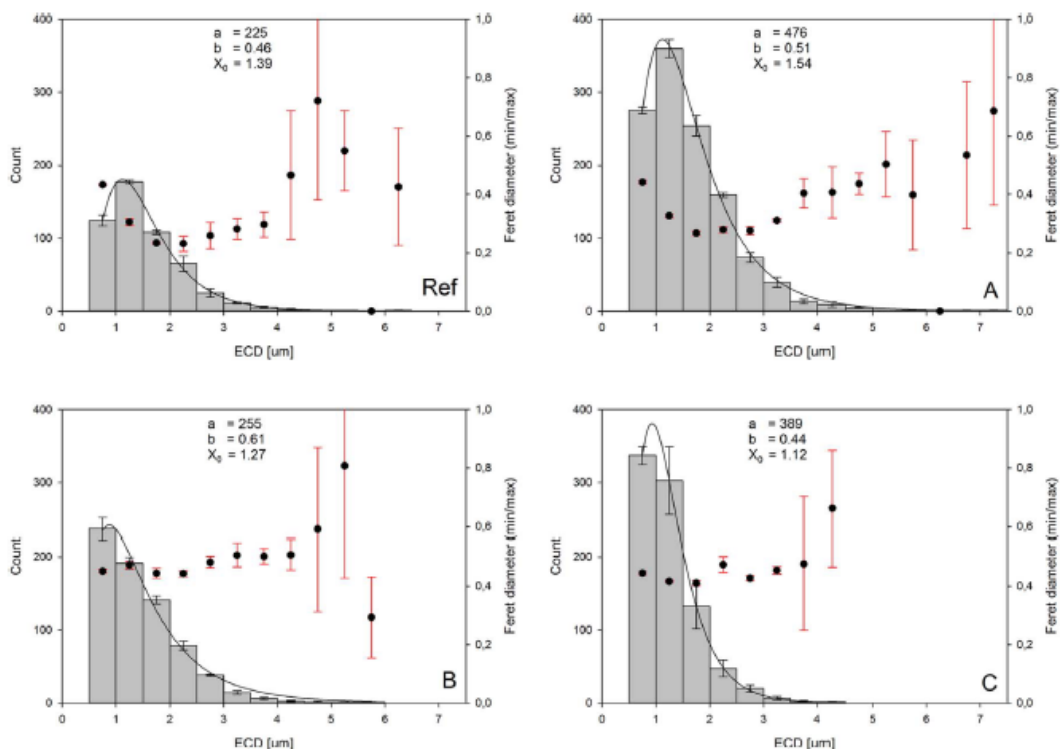 a = 225
b = 0.46
X₀ = 1.39
400
300
200
100
0
Count
1,0
0,8
0,6
0,4
0,2
0,0
Feret diameter (min/max)
Ref
0 1 2 3 4 5 6 7
ECD [um]
a = 476
b = 0.51
X₀ = 1.54
400
300
200
100
0
Count
1,0
0,8
0,6
0,4
0,2
0,0
Feret diameter (min/max)
A
0 1 2 3 4 5 6 7
ECD [um]
a = 255
b = 0.61
X₀ = 1.27
400
300
200
100
0
Count
1,0
0,8
0,6
0,4
0,2
0,0
Feret diameter (min/max)
B
0 1 2 3 4 5 6 7
ECD [um]
a = 389
b = 0.44
X₀ = 1.12
400
300
200
100
0
Count
1,0
0,8
0,6
0,4
0,2
0,0
Feret diameter (min/max)
C
0 1 2 3 4 5 6 7
ECD [um]